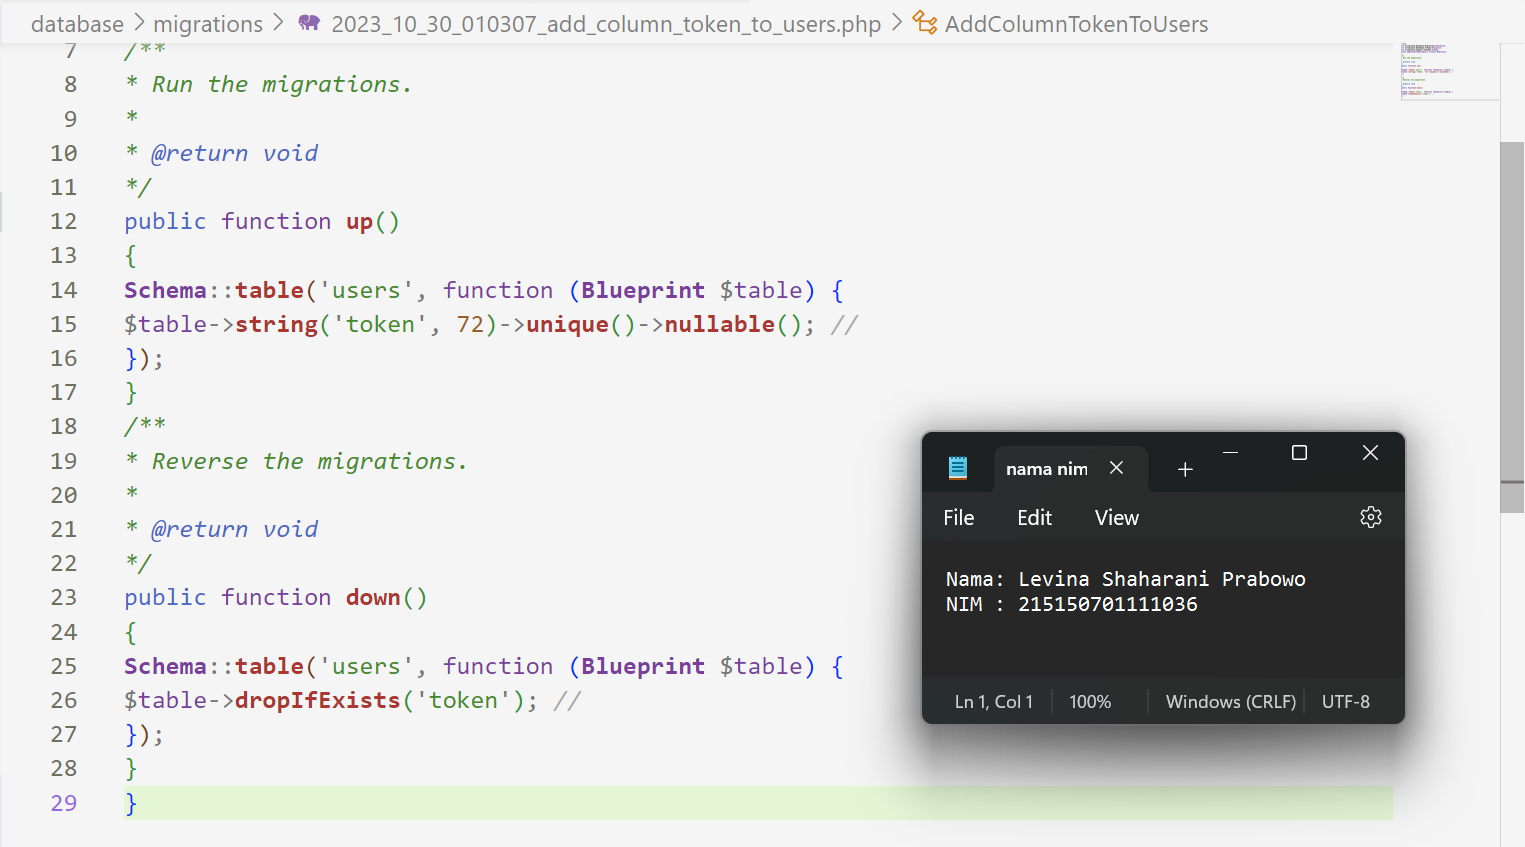 database > migrations > 2023_10_30_010307_add_column_token_to_users.php > AddColumnTokenToUsers
7 /**
8 * Run the migrations.
9 *
10 * @return void
11 */
12 public function up()
13 {
14 Schema::table('users', function (Blueprint $table) {
15 $table->string('token', 72)->unique()->nullable(); //
16 });
17 }
18 /**
19 * Reverse the migrations.
20 *
21 * @return void
22 */
23 public function down()
24 {
25 Schema::table('users', function (Blueprint $table) {
26 $table->dropIfExists('token'); //
27 });
28 }
29 }
nama nim
File Edit View
Nama: Levina Shaharani Prabowo
NIM : 215150701111036
Ln 1, Col 1 100% Windows (CRLF) UTF-8